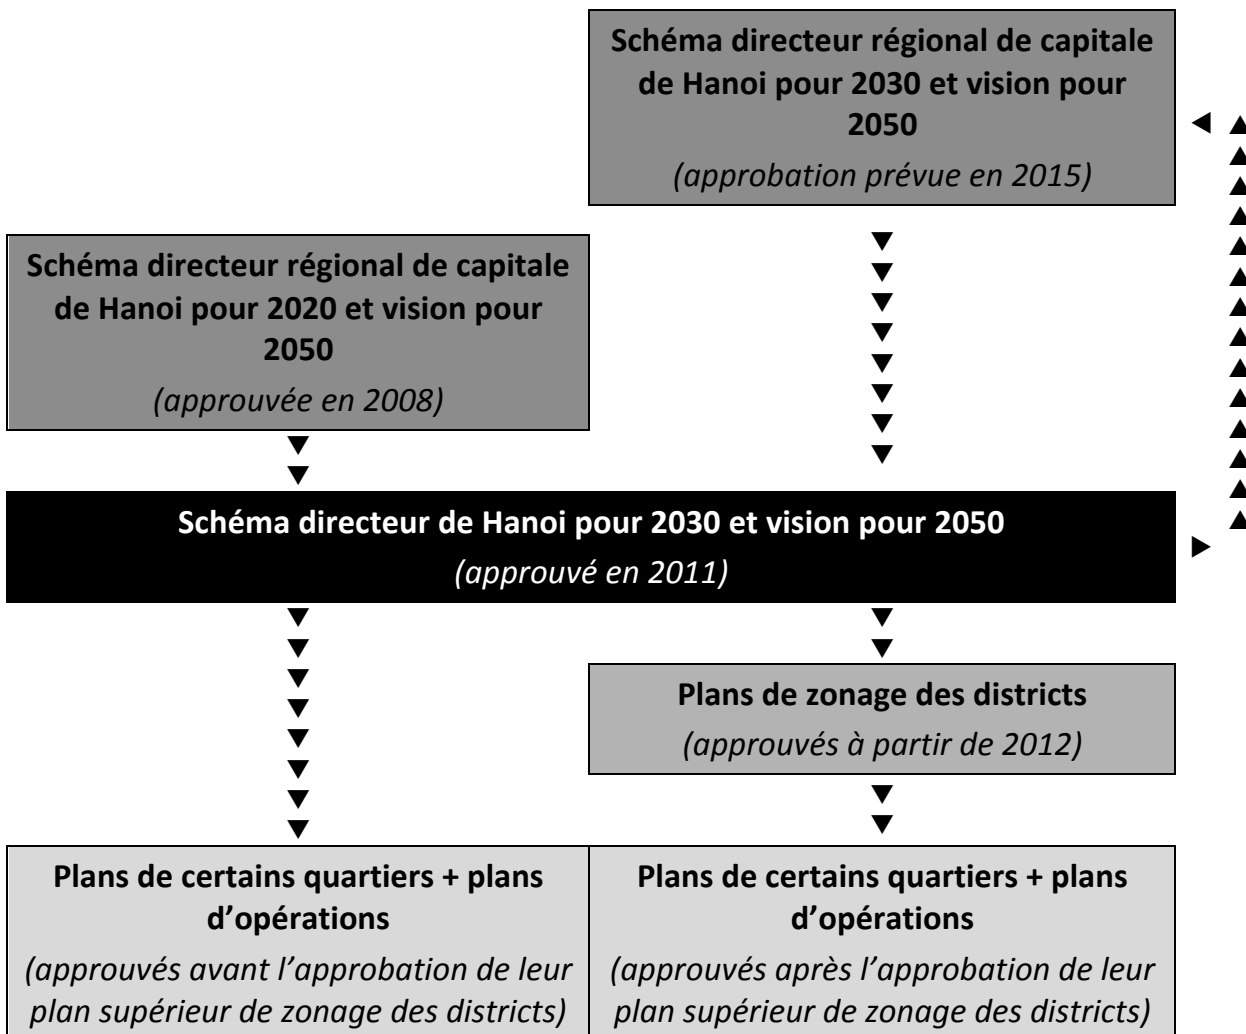 Schéma directeur régional de capitale
de Hanoi pour 2030 et vision pour
2050
(approbation prévue en 2015)
Schéma directeur régional de capitale
de Hanoi pour 2020 et vision pour
2050
(approuvée en 2008)
Schéma directeur de Hanoi pour 2030 et vision pour 2050
(approuvé en 2011)
Plans de zonage des districts
(approuvés à partir de 2012)
Plans de certains quartiers + plans
d’opérations
(approuvés avant l’approbation de leur
plan supérieur de zonage des districts)
Plans de certains quartiers + plans
d’opérations
(approuvés après l’approbation de leur
plan supérieur de zonage des districts)